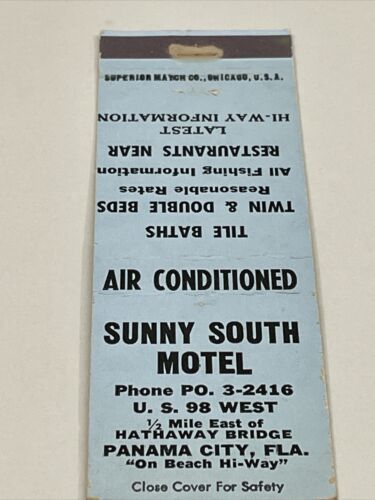 SUPERIOR MATCH CO., CHICAGO, U.S.A.
TILE BATHS
TWIN & DOUBLE BEDS
Reasonable Rates
All Fishing Information
RESTAURANTS NEAR
LATEST
HI-WAY INFORMATION
AIR CONDITIONED
SUNNY SOUTH
MOTEL
Phone PO. 3-2416
U. S. 98 WEST
½ Mile East of
HATHAWAY BRIDGE
PANAMA CITY, FLA.
"On Beach Hi-Way"
Close Cover For Safety